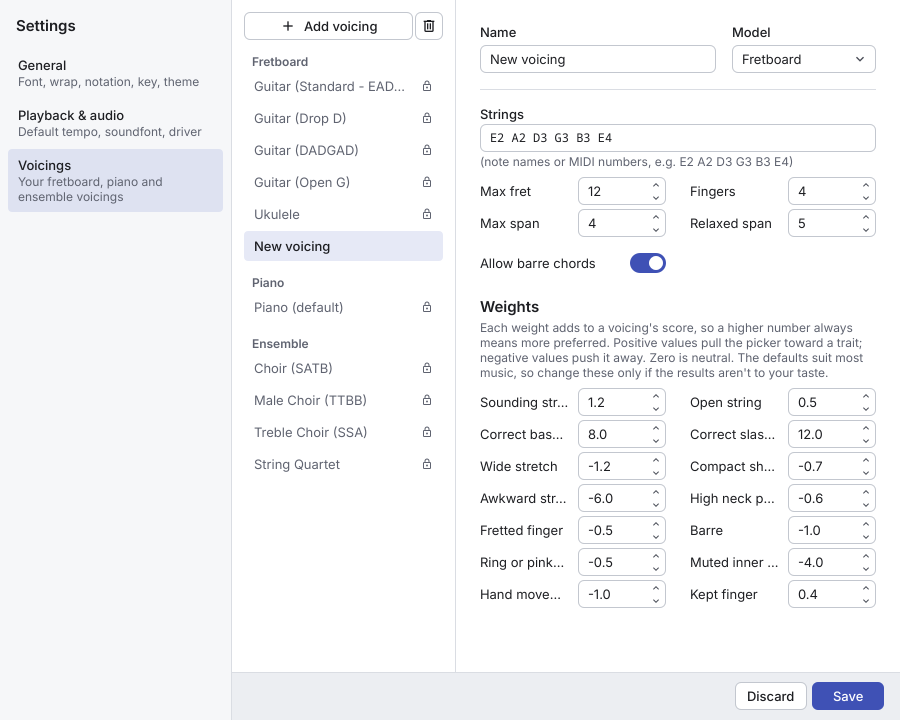 Settings
General
Font, wrap, notation, key, theme
Playback & audio
Default tempo, soundfont, driver
Voicings
Your fretboard, piano and
ensemble voicings
Add voicing
Fretboard
Guitar (Standard - EAD...
Guitar (Drop D)
Guitar (DADGAD)
Guitar (Open G)
Ukulele
New voicing
Piano
Piano (default)
Ensemble
Choir (SATB)
Male Choir (TTBB)
Treble Choir (SSA)
String Quartet
Name Model
New voicing Fretboard
Strings
E2 A2 D3 G3 B3 E4
(note names or MIDI numbers, e.g. E2 A2 D3 G3 B3 E4)
Max fret 12 Fingers 4
Max span 4 Relaxed span 5
Allow barre chords
Weights
Each weight adds to a voicing's score, so a higher number always
means more preferred. Positive values pull the picker toward a trait;
negative values push it away. Zero is neutral. The defaults suit most
music, so change these only if the results aren't to your taste.
Sounding str... 1.2 Open string 0.5
Correct bas... 8.0 Correct slas... 12.0
Wide stretch -1.2 Compact sh... -0.7
Awkward str... -6.0 High neck p... -0.6
Fretted finger -0.5 Barre -1.0
Ring or pink... -0.5 Muted inner ... -4.0
Hand move... -1.0 Kept finger 0.4
Discard Save